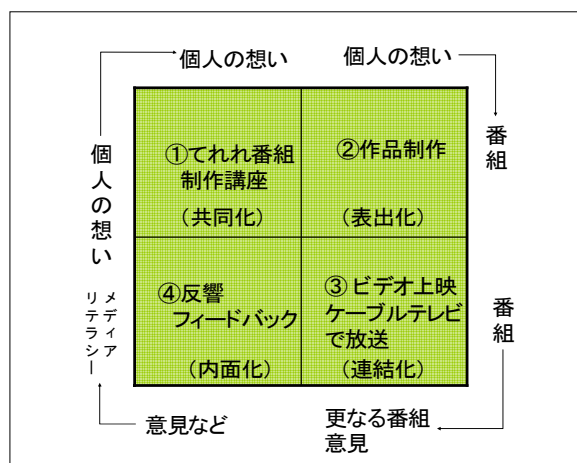 個人の想い
個人の想い
個人の想い
メディア
リテラシー
番組
①てれれ番組
制作講座
(共同化)
②作品制作
(表出化)
④反響
フィードバック
(内面化)
③ビデオ上映
ケーブルテレビ
で放送
(連結化)
番組
意見など
更なる番組
意見